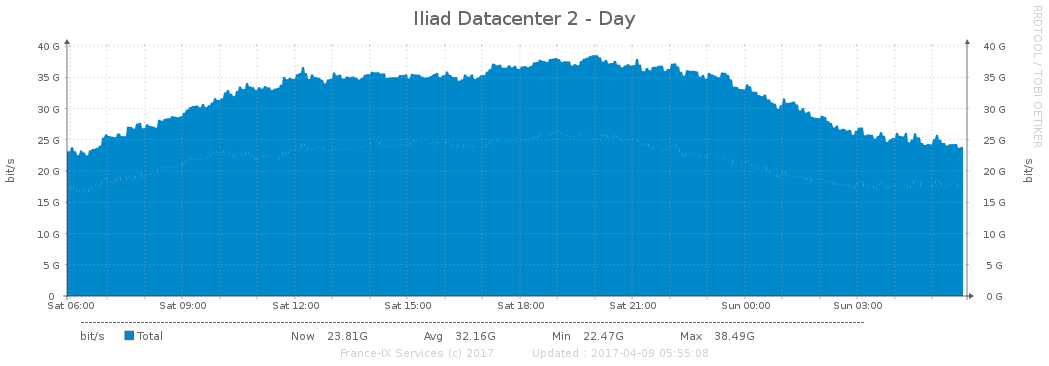 Iliad Datacenter 2 - Day
RRDTOOL / TOBI OETIKER
40 G 40 G
35 G 35 G
30 G 30 G
25 G 25 G
20 G 20 G
15 G 15 G
10 G 10 G
5 G 5 G
0 0 G
bit/s bit/s
Sat 06:00 Sat 09:00 Sat 12:00 Sat 15:00 Sat 18:00 Sat 21:00 Sun 00:00 Sun 03:00
bit/s Total Now 23.81G Avg 32.16G Min 22.47G Max 38.49G
France-IX Services (c) 2017 Updated : 2017-04-09 05:55:08